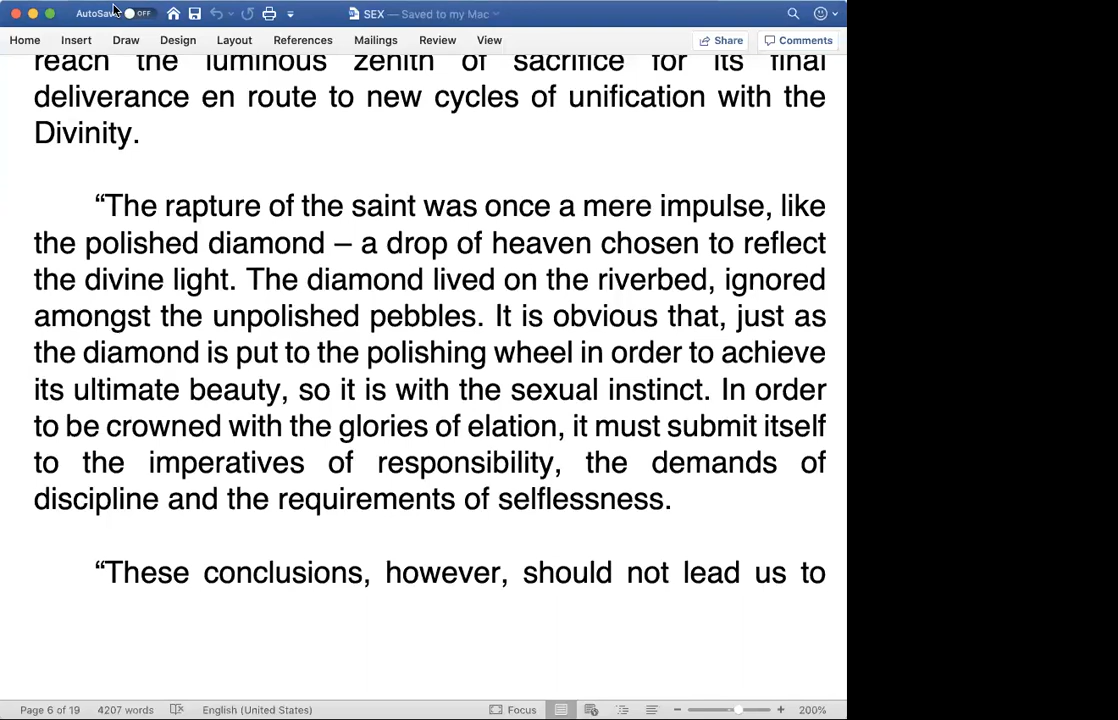 AutoSave OFF SEX — Saved to my Mac
Home Insert Draw Design Layout References Mailings Review View Share Comments
reach the luminous zenith of sacrifice for its final
deliverance en route to new cycles of unification with the
Divinity.
“The rapture of the saint was once a mere impulse, like
the polished diamond – a drop of heaven chosen to reflect
the divine light. The diamond lived on the riverbed, ignored
amongst the unpolished pebbles. It is obvious that, just as
the diamond is put to the polishing wheel in order to achieve
its ultimate beauty, so it is with the sexual instinct. In order
to be crowned with the glories of elation, it must submit itself
to the imperatives of responsibility, the demands of
discipline and the requirements of selflessness.
“These conclusions, however, should not lead us to
Page 6 of 19 4207 words English (United States) Focus 200%